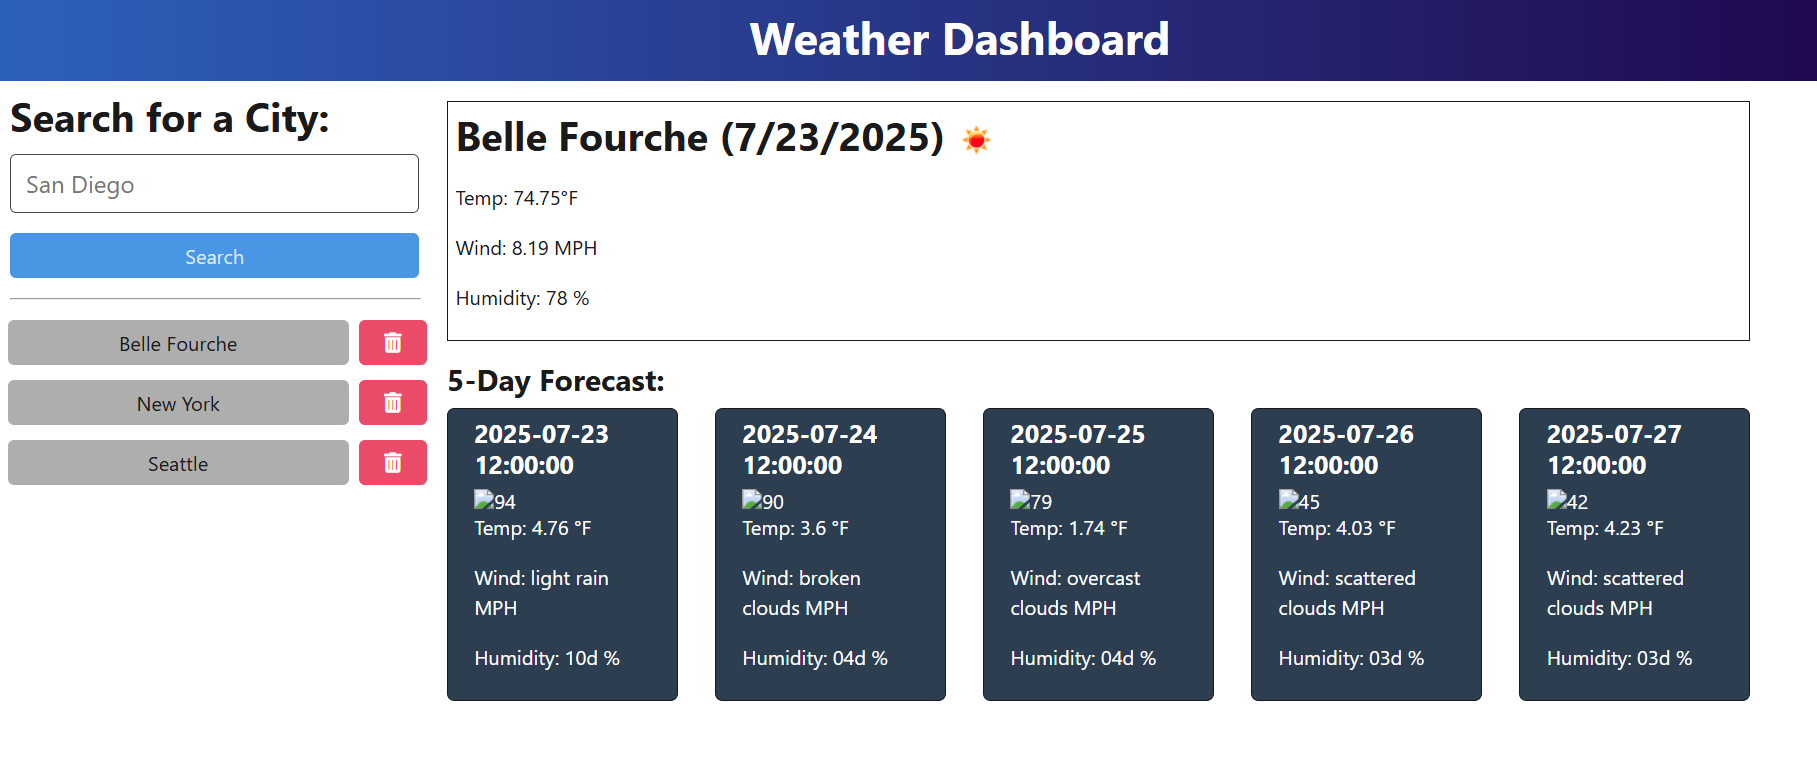 Weather Dashboard
Search for a City:
San Diego
Search
Belle Fourche
New York
Seattle
Belle Fourche (7/23/2025)
Temp: 74.75°F
Wind: 8.19 MPH
Humidity: 78 %
5-Day Forecast:
2025-07-23
12:00:00
94
Temp: 4.76 °F
Wind: light rain
MPH
Humidity: 10d %
2025-07-24
12:00:00
90
Temp: 3.6 °F
Wind: broken
clouds MPH
Humidity: 04d %
2025-07-25
12:00:00
79
Temp: 1.74 °F
Wind: overcast
clouds MPH
Humidity: 04d %
2025-07-26
12:00:00
45
Temp: 4.03 °F
Wind: scattered
clouds MPH
Humidity: 03d %
2025-07-27
12:00:00
42
Temp: 4.23 °F
Wind: scattered
clouds MPH
Humidity: 03d %